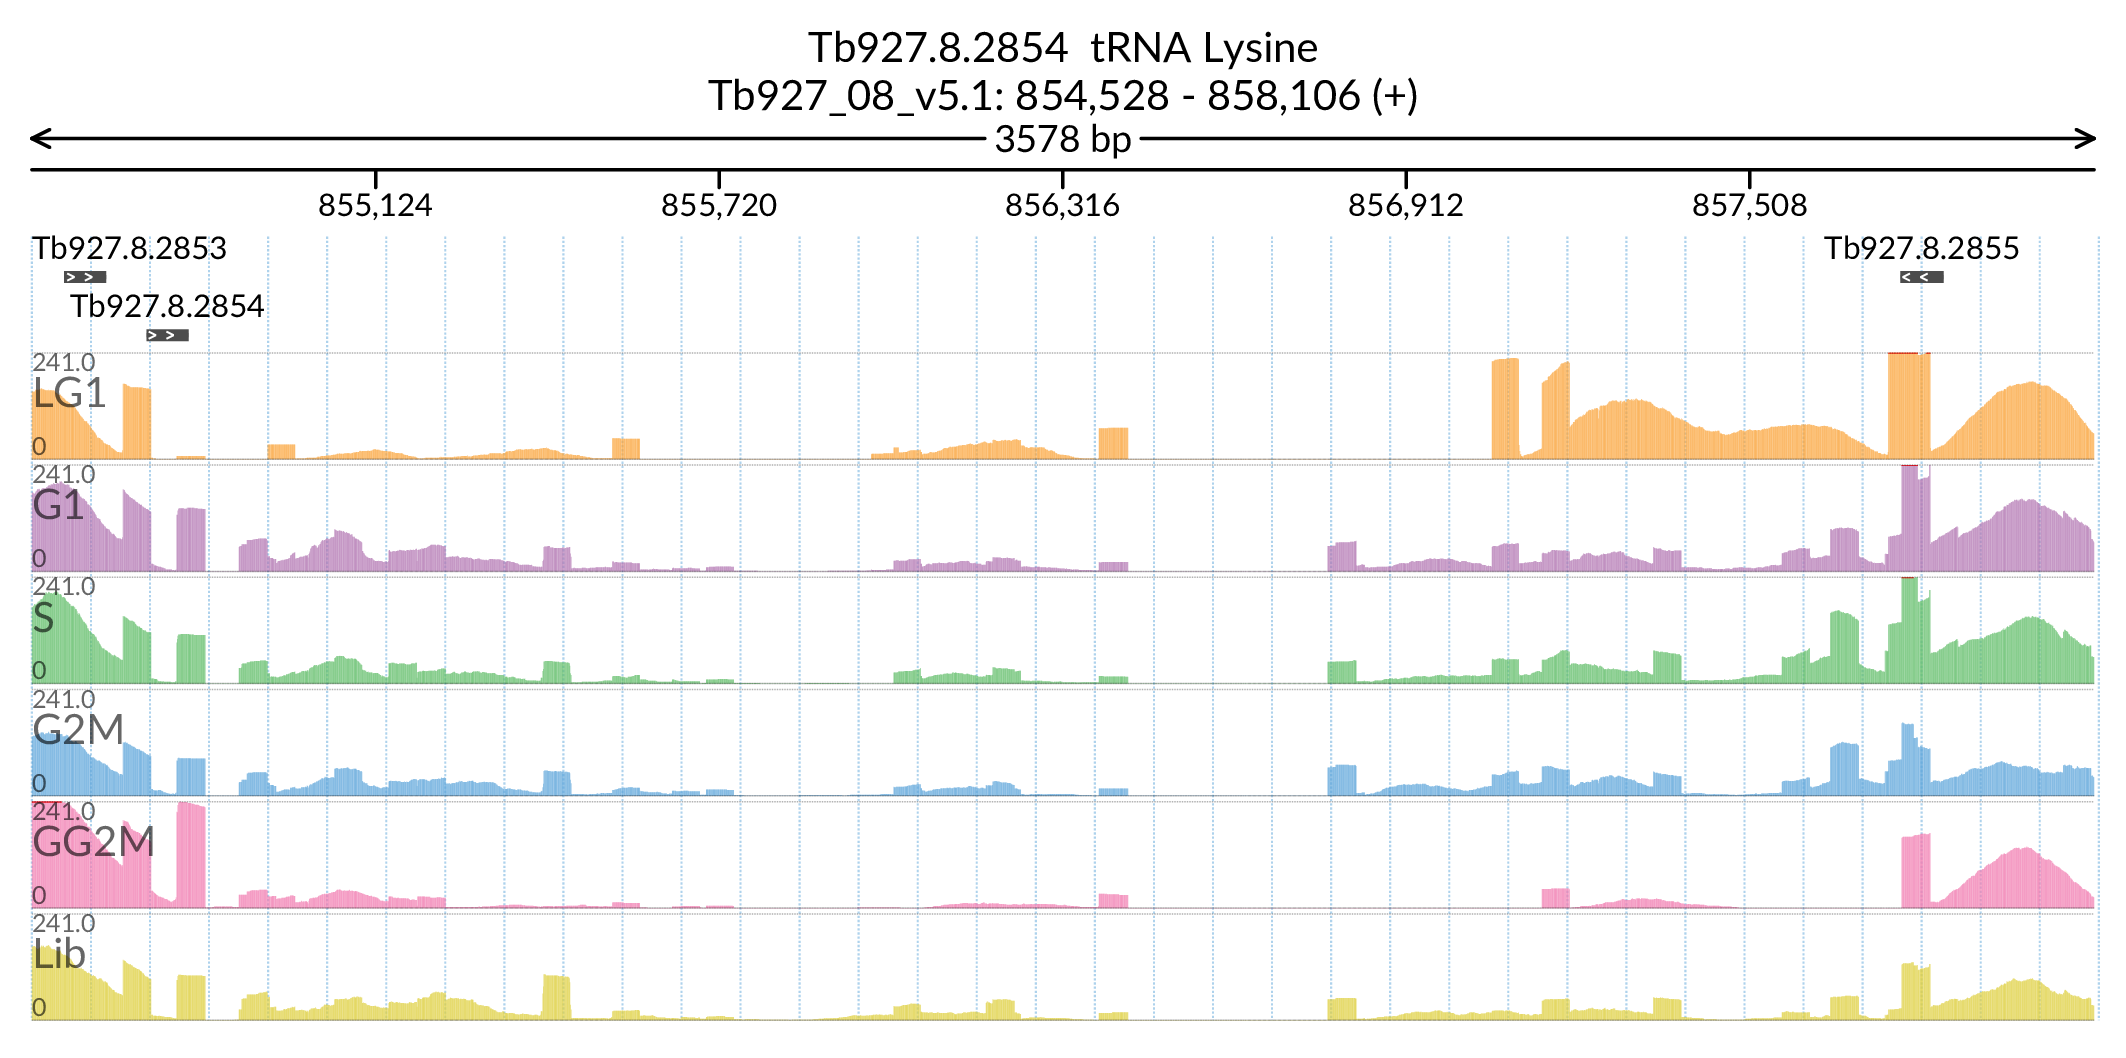 Tb927.8.2854 tRNA Lysine
Tb927_08_v5.1: 854,528 - 858,106 (+)
3578 bp
855,124 855,720 856,316 856,912 857,508
Tb927.8.2853 Tb927.8.2855
Tb927.8.2854
241.0
LG1
0
241.0
G1
0
241.0
S
0
241.0
G2M
0
241.0
GG2M
0
241.0
Lib
0